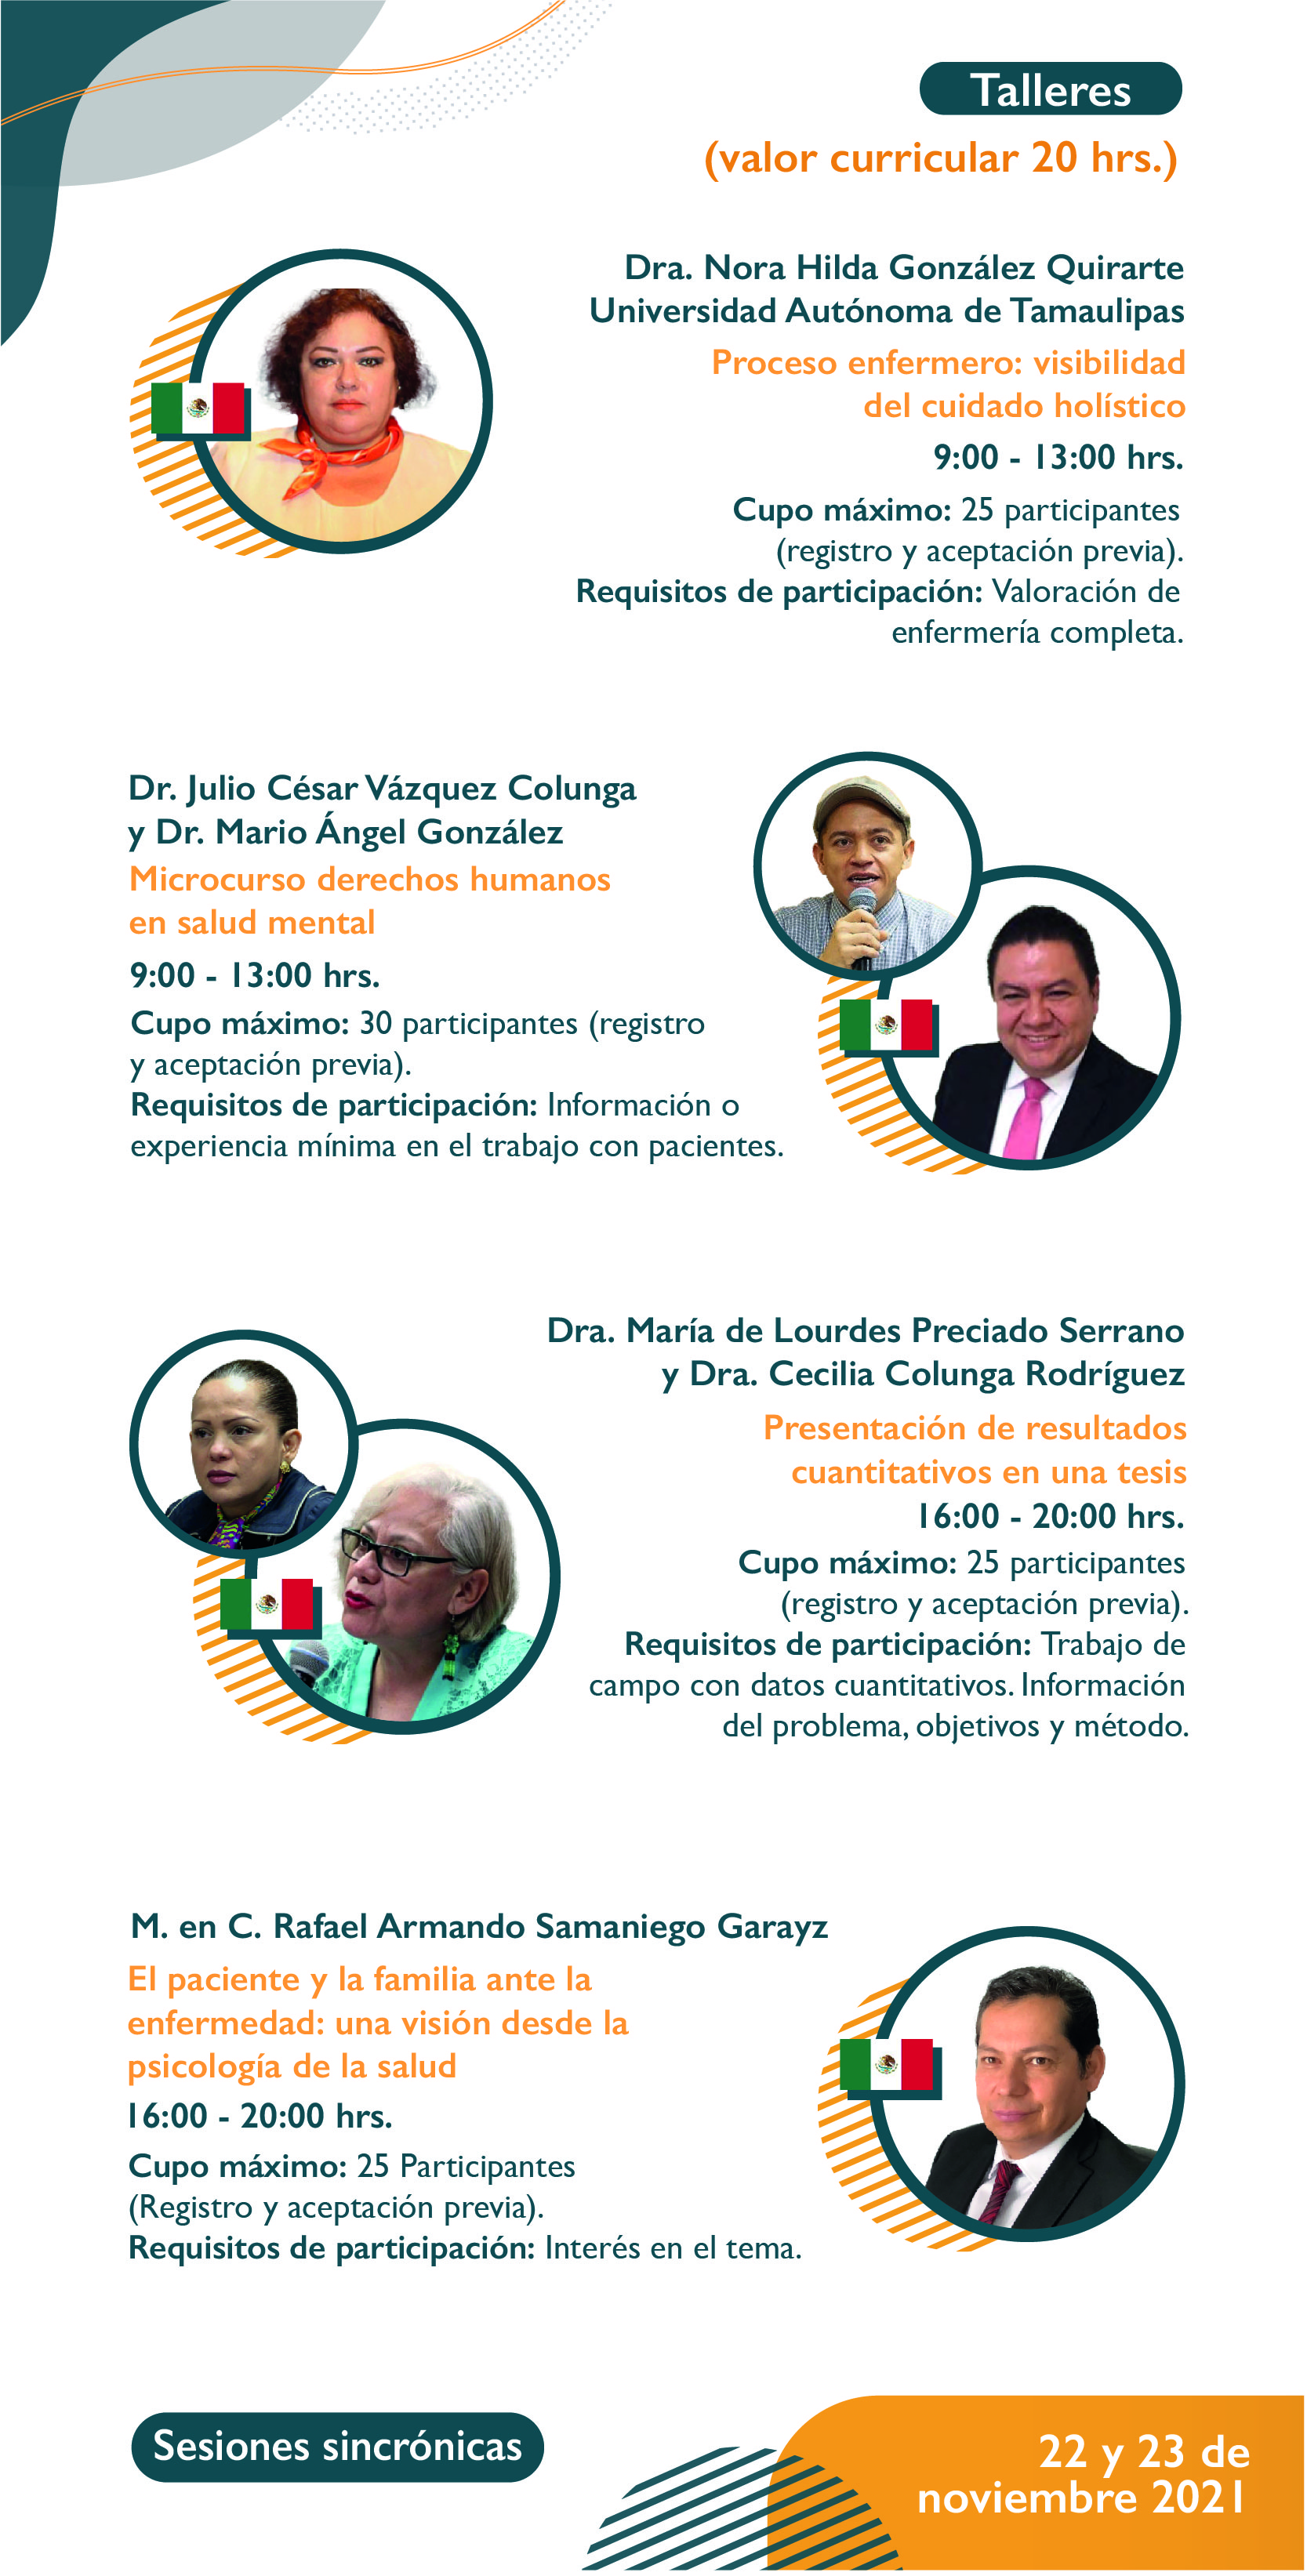 Talleres
(valor curricular 20 hrs.)
Dra. Nora Hilda González Quirarte
Universidad Autónoma de Tamaulipas
Proceso enfermero: visibilidad
del cuidado holístico
9:00 - 13:00 hrs.
Cupo máximo: 25 participantes
(registro y aceptación previa).
Requisitos de participación: Valoración de
enfermería completa.
Dr. Julio César Vázquez Colunga
y Dr. Mario Ángel González
Microcurso derechos humanos
en salud mental
9:00 - 13:00 hrs.
Cupo máximo: 30 participantes (registro
y aceptación previa).
Requisitos de participación: Información o
experiencia mínima en el trabajo con pacientes.
Dra. María de Lourdes Preciado Serrano
y Dra. Cecilia Colunga Rodríguez
Presentación de resultados
cuantitativos en una tesis
16:00 - 20:00 hrs.
Cupo máximo: 25 participantes
(registro y aceptación previa).
Requisitos de participación: Trabajo de
campo con datos cuantitativos. Información
del problema, objetivos y método.
M. en C. Rafael Armando Samaniego Garayz
El paciente y la familia ante la
enfermedad: una visión desde la
psicología de la salud
16:00 - 20:00 hrs.
Cupo máximo: 25 Participantes
(Registro y aceptación previa).
Requisitos de participación: Interés en el tema.
Sesiones sincrónicas
22 y 23 de
noviembre 2021